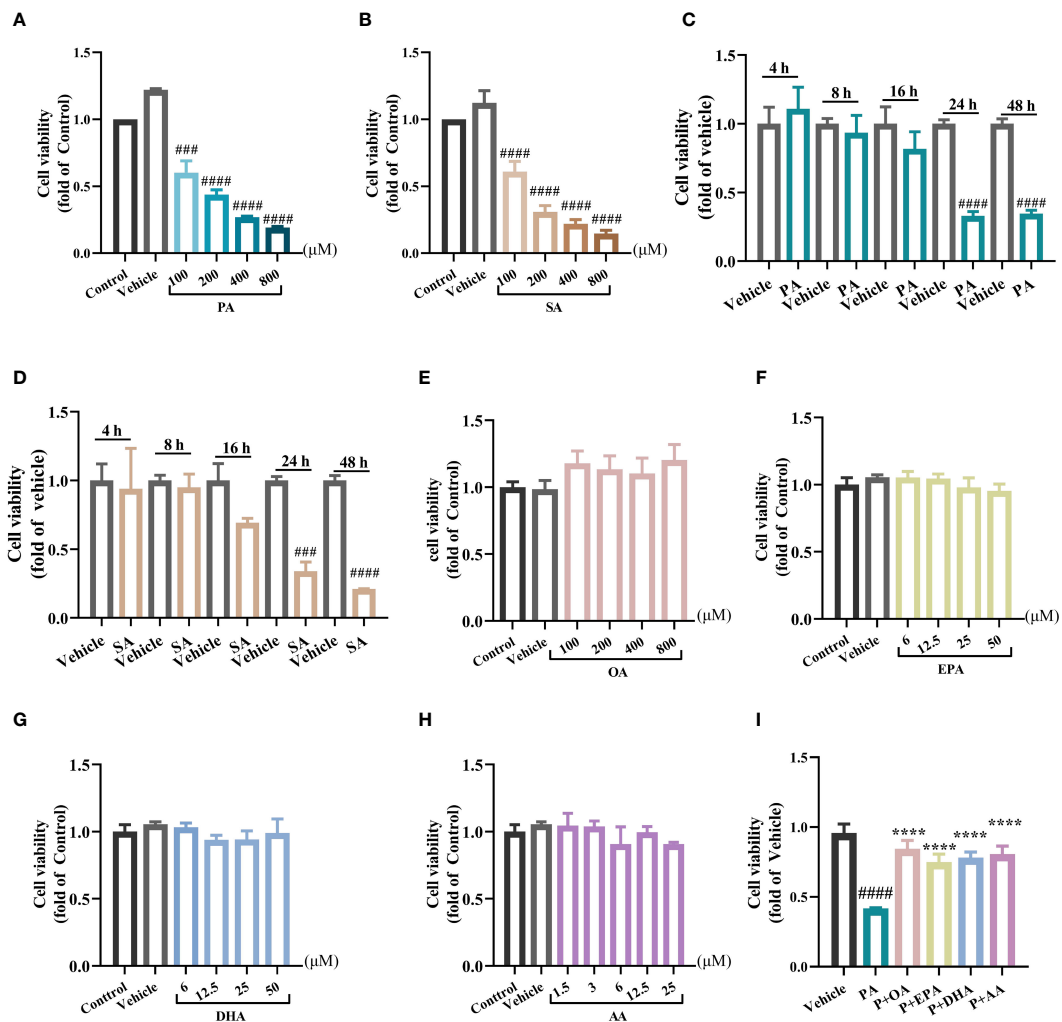 A
Cell viability
(fold of Control)
1.5
1.0
0.5
0.0
###
####
####
####
(μM)
Control
Vehicle
100
200
400
800
PA
B
Cell viability
(fold of Control)
1.5
1.0
0.5
0.0
####
####
####
####
(μM)
Control
Vehicle
100
200
400
800
SA
C
Cell viability
(fold of vehicle)
1.5
1.0
0.5
0.0
4 h
8 h
16 h
24 h
48 h
####
####
Vehicle
PA
Vehicle
PA
Vehicle
PA
Vehicle
PA
Vehicle
PA
D
Cell viability
(fold of vehicle)
1.5
1.0
0.5
0.0
4 h
8 h
16 h
24 h
48 h
###
####
Vehicle
SA
Vehicle
SA
Vehicle
SA
Vehicle
SA
Vehicle
SA
E
cell viability
(fold of Control)
1.5
1.0
0.5
0.0
(μM)
Conttrol
Vehicle
100
200
400
800
OA
F
Cell viability
(fold of Control)
1.5
1.0
0.5
0.0
(μM)
Conttrol
Vehicle
6
12.5
25
50
EPA
G
Cell viability
(fold of Control)
1.5
1.0
0.5
0.0
(μM)
Conttrol
Vehicle
6
12.5
25
50
DHA
H
Cell viability
(fold of Control)
1.5
1.0
0.5
0.0
(μM)
Conttrol
Vehicle
1.5
3
6
12.5
25
AA
I
Cell viability
(fold of Vehicle)
1.5
1.0
0.5
0.0
####
****
****
****
****
Vehicle
PA
P+OA
P+EPA
P+DHA
P+AA